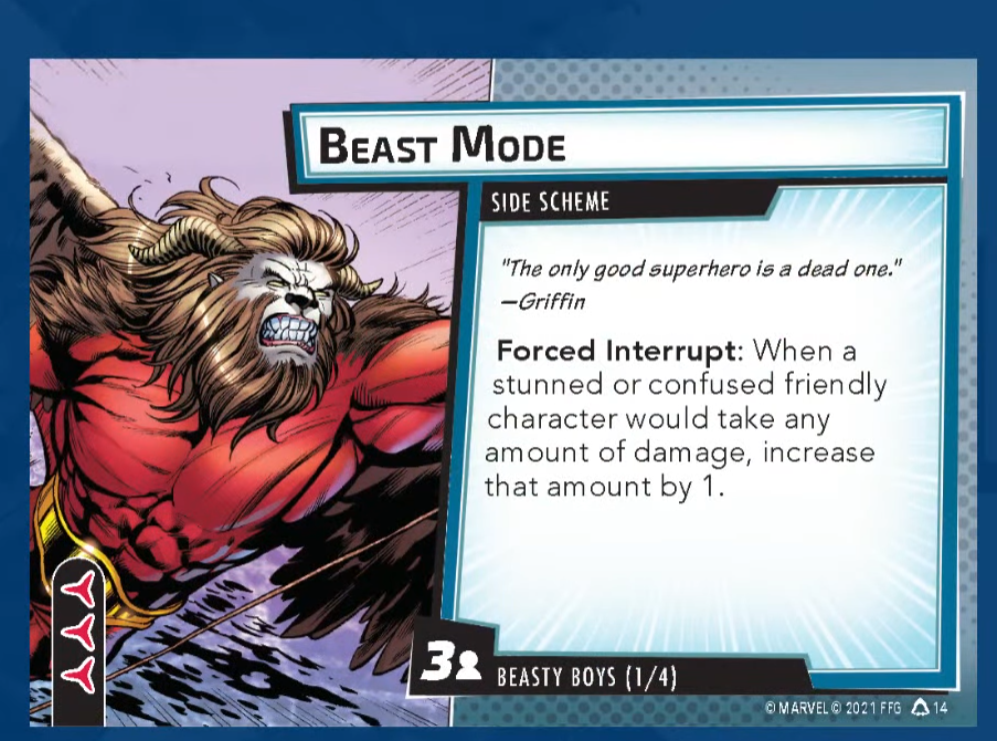 BEAST MODE
SIDE SCHEME
"The only good superhero is a dead one."
—Griffin
Forced Interrupt: When a
stunned or confused friendly
character would take any
amount of damage, increase
that amount by 1.
3
BEASTY BOYS (1/4)
© MARVEL © 2021 FFG 14